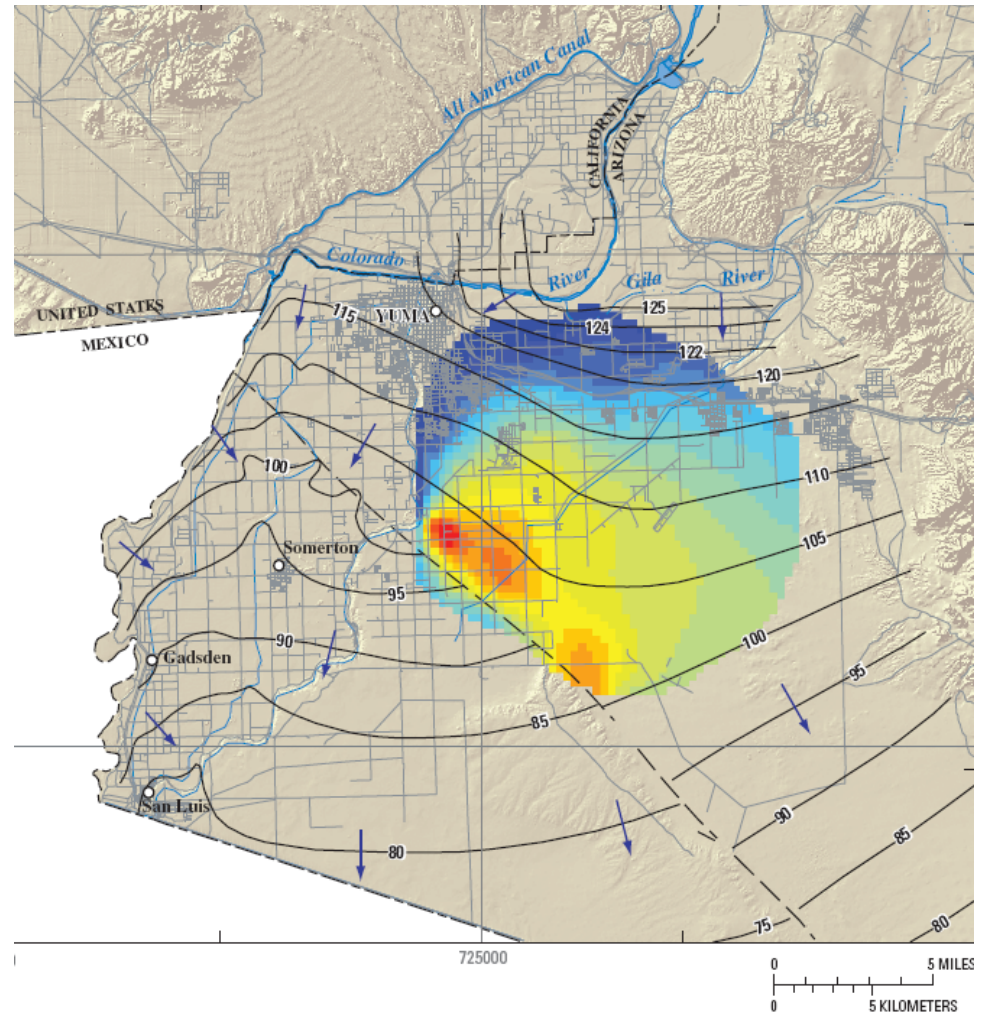 All American Canal
CALIFORNIA
ARIZONA
Colorado
River
Gila
River
UNITED STATES
MEXICO
YUMA
115
125
124
122
120
110
105
100
100
Somerton
95
95
90
Gadsden
85
90
85
San Luis
80
75
80
725000
0 5 MILES
0 5 KILOMETERS